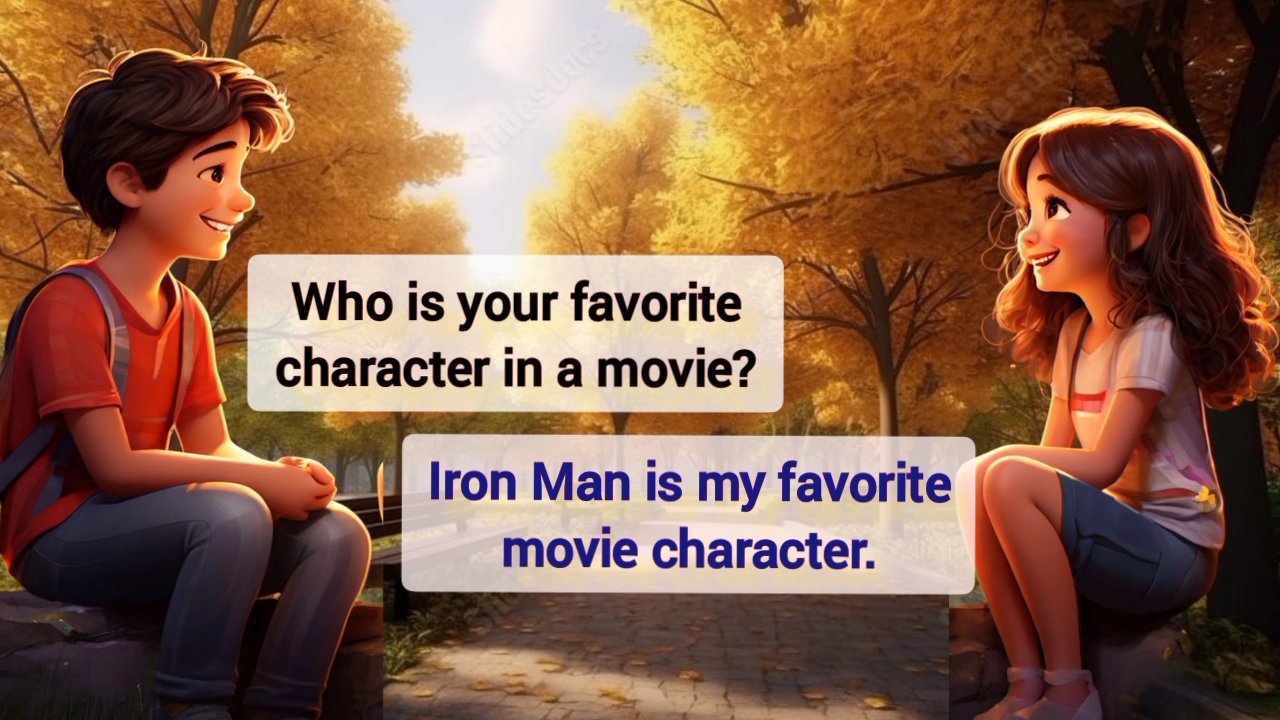 Who is your favorite
character in a movie?
Iron Man is my favorite
movie character.